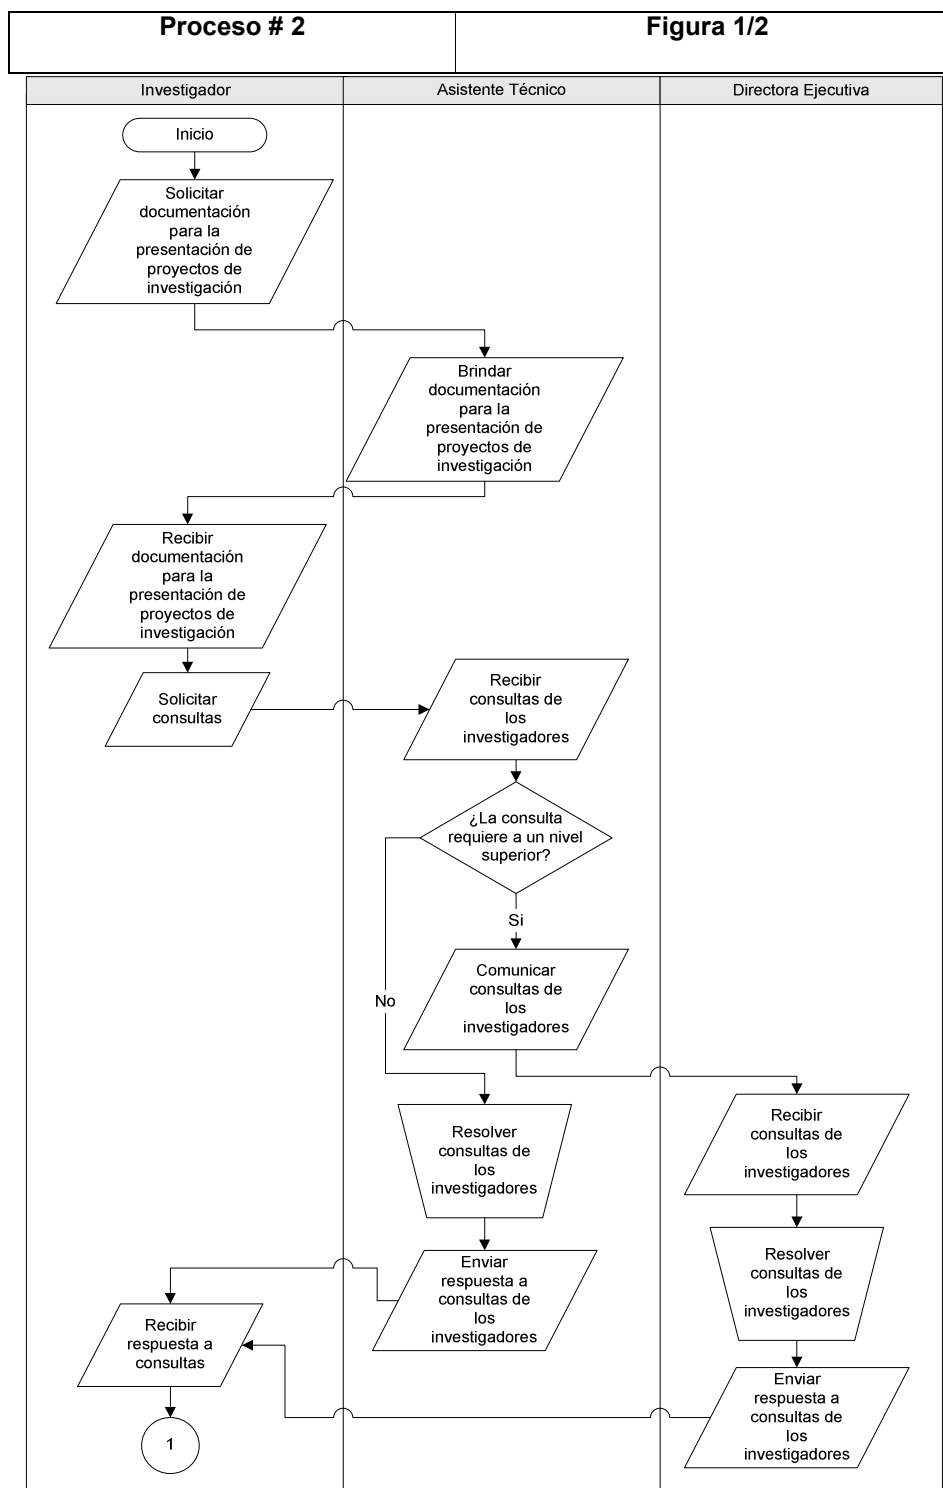 Proceso # 2
Figura 1/2
Investigador
Asistente Técnico
Directora Ejecutiva
Inicio
Solicitar
documentación
para la
presentación de
proyectos de
investigación
Brindar
documentación
para la
presentación de
proyectos de
investigación
Recibir
documentación
para la
presentación de
proyectos de
investigación
Solicitar
consultas
Recibir
consultas de
los
investigadores
¿La consulta
requiere a un nivel
superior?
Si
Comunicar
consultas de
los
investigadores
No
Resolver
consultas de
los
investigadores
Recibir
consultas de
los
investigadores
Resolver
consultas de
los
investigadores
Enviar
respuesta a
consultas de
los
investigadores
Recibir
respuesta a
consultas
Enviar
respuesta a
consultas de
los
investigadores
1